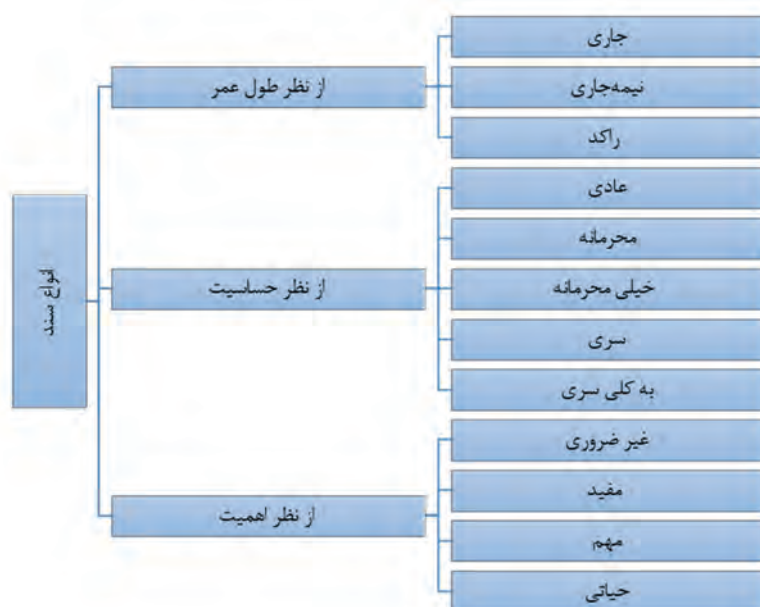 انواع سند
از نظر طول عمر
جاری
نیمه‌جاری
راکد
از نظر حساسیت
عادی
محرمانه
خیلی محرمانه
سری
به کلی سری
از نظر اهمیت
غیر ضروری
مفید
مهم
حیاتی